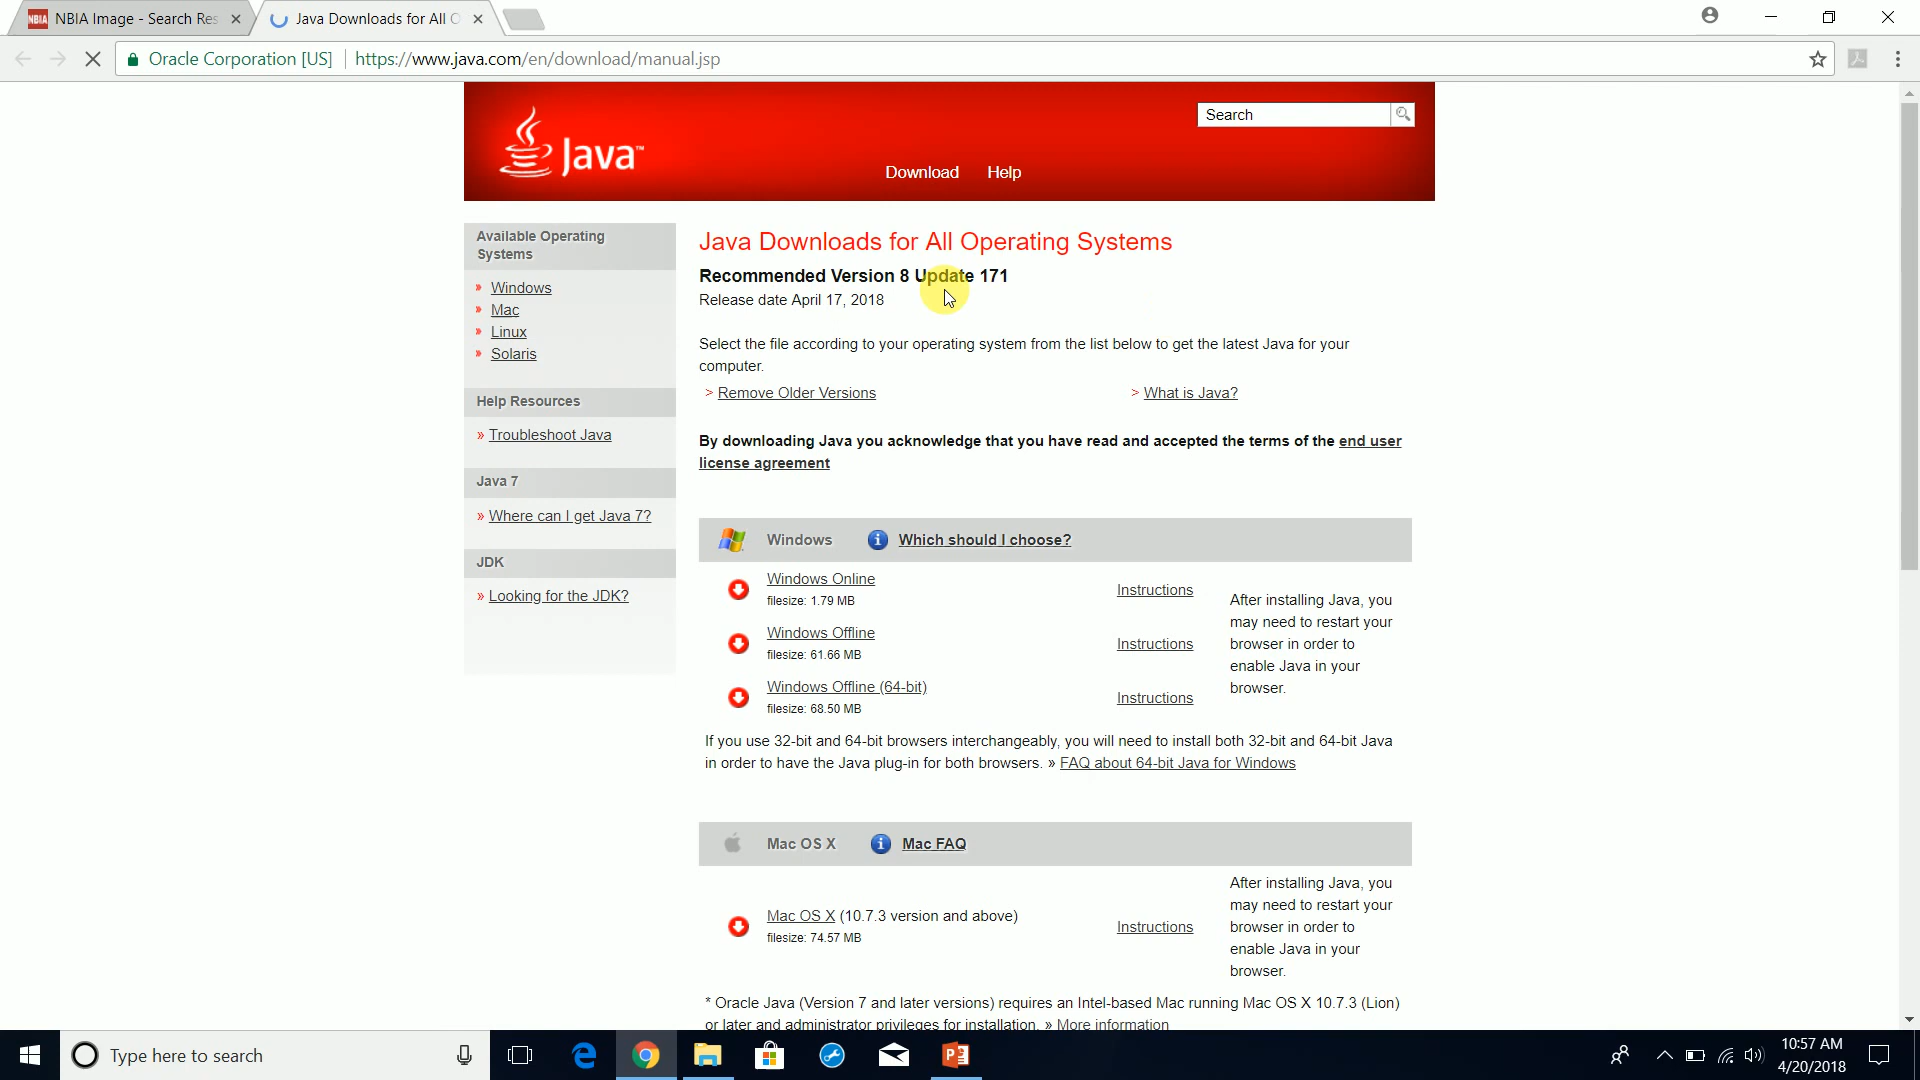 NBIA Image - Search Res
Java Downloads for All O
Oracle Corporation [US]
https://www.java.com/en/download/manual.jsp
Java™
Search
Download
Help
Available Operating
Systems
» Windows
» Mac
» Linux
» Solaris
Help Resources
» Troubleshoot Java
Java 7
» Where can I get Java 7?
JDK
» Looking for the JDK?
Java Downloads for All Operating Systems
Recommended Version 8 Update 171
Release date April 17, 2018
Select the file according to your operating system from the list below to get the latest Java for your
computer.
> Remove Older Versions
> What is Java?
By downloading Java you acknowledge that you have read and accepted the terms of the end user
license agreement
Windows
Which should I choose?
Windows Online
filesize: 1.79 MB
Instructions
Windows Offline
filesize: 61.66 MB
Instructions
Windows Offline (64-bit)
filesize: 68.50 MB
Instructions
After installing Java, you
may need to restart your
browser in order to
enable Java in your
browser.
If you use 32-bit and 64-bit browsers interchangeably, you will need to install both 32-bit and 64-bit Java
in order to have the Java plug-in for both browsers. » FAQ about 64-bit Java for Windows
Mac OS X
Mac FAQ
Mac OS X (10.7.3 version and above)
filesize: 74.57 MB
Instructions
After installing Java, you
may need to restart your
browser in order to
enable Java in your
browser.
* Oracle Java (Version 7 and later versions) requires an Intel-based Mac running Mac OS X 10.7.3 (Lion)
or later and administrator privileges for installation. » More information
Type here to search
10:57 AM
4/20/2018